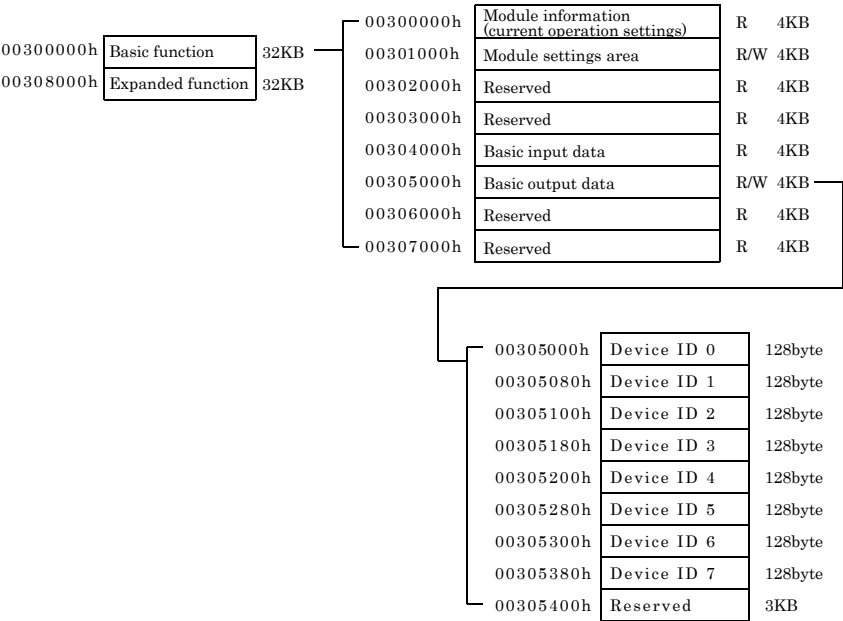 00300000h Basic function 32KB
00308000h Expanded function 32KB
00300000h Module information (current operation settings) R 4KB
00301000h Module settings area R/W 4KB
00302000h Reserved R 4KB
00303000h Reserved R 4KB
00304000h Basic input data R 4KB
00305000h Basic output data R/W 4KB
00306000h Reserved R 4KB
00307000h Reserved R 4KB
00305000h Device ID 0 128byte
00305080h Device ID 1 128byte
00305100h Device ID 2 128byte
00305180h Device ID 3 128byte
00305200h Device ID 4 128byte
00305280h Device ID 5 128byte
00305300h Device ID 6 128byte
00305380h Device ID 7 128byte
00305400h Reserved 3KB